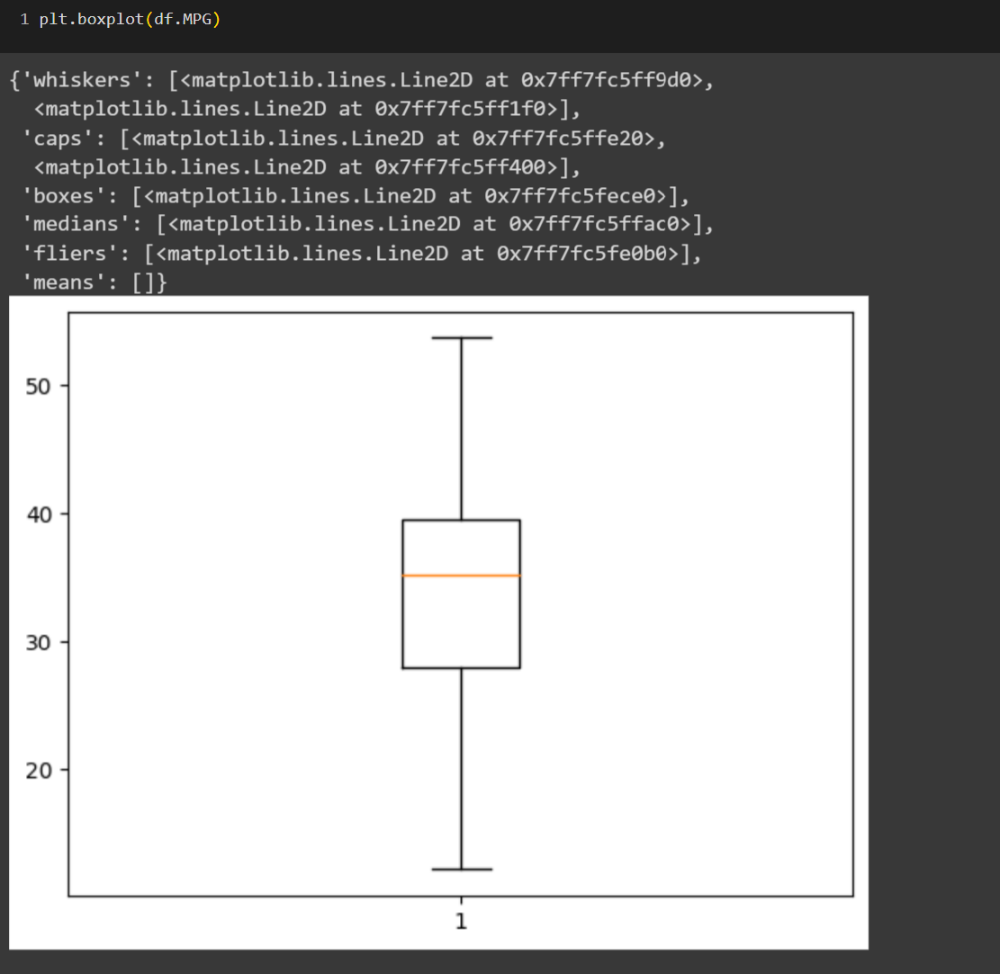 1 plt.boxplot(df.MPG)
{'whiskers': [<matplotlib.lines.Line2D at 0x7ff7fc5ff9d0>,
<matplotlib.lines.Line2D at 0x7ff7fc5ff1f0>],
'caps': [<matplotlib.lines.Line2D at 0x7ff7fc5ffe20>,
<matplotlib.lines.Line2D at 0x7ff7fc5ff400>],
'boxes': [<matplotlib.lines.Line2D at 0x7ff7fc5fece0>],
'medians': [<matplotlib.lines.Line2D at 0x7ff7fc5ffac0>],
'fliers': [<matplotlib.lines.Line2D at 0x7ff7fc5fe0b0>],
'means': []}
50
40
30
20
1